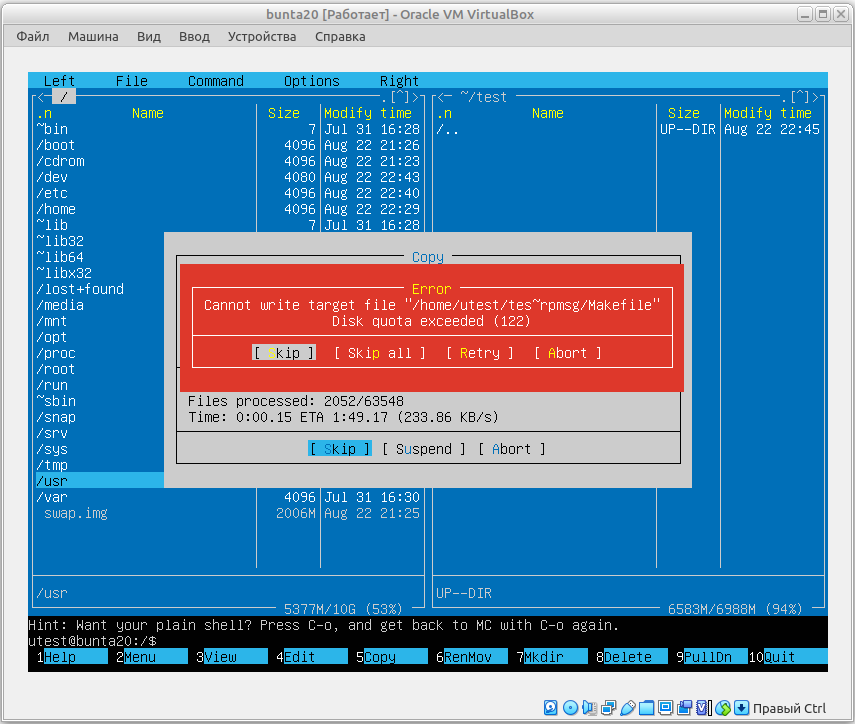 bunta20 [Работает] - Oracle VM VirtualBox
Файл Машина Вид Ввод Устройства Справка
Left File Command Options Right
<─ / .[^]> <─ ~/test .[^]>
.n Name Size Modify time .n Name Size Modify time
~bin 7 Jul 31 16:28 /.. UP--DIR Aug 22 22:45
/boot 4096 Aug 22 21:26
/cdrom 4096 Aug 22 21:23
/dev 4080 Aug 22 22:43
/etc 4096 Aug 22 22:40
/home 4096 Aug 22 22:29
~lib 7 Jul 31 16:28
~lib32
~lib64
~libx32
/lost+found
/media
/mnt
/opt
/proc
/root
/run
~sbin
/snap
/srv
/sys
/tmp
/usr
/var 4096 Jul 31 16:30
swap.img 2006M Aug 22 21:25
Copy
Error
Cannot write target file "/home/utest/tes~rpmsg/Makefile"
Disk quota exceeded (122)
[ Skip ] [ Skip all ] [ Retry ] [ Abort ]
Files processed: 2052/63548
Time: 0:00.15 ETA 1:49.17 (233.86 KB/s)
[ Skip ] [ Suspend ] [ Abort ]
/usr UP--DIR
5377M/10G (53%) 6583M/6988M (94%)
Hint: Want your plain shell? Press C-o, and get back to MC with C-o again.
utest@bunta20:/$
1Help 2Menu 3View 4Edit 5Copy 6RenMov 7Mkdir 8Delete 9PullDn 10Quit
Правый Ctrl